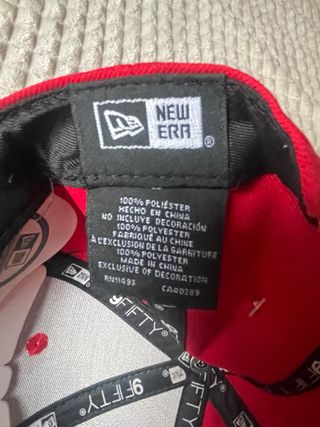 NEW
ERA®
100% POLIÉSTER
HECHO EN CHINA
NO INCLUYE DECORACIÓN
100% POLYESTER
FABRIQUÉ AU CHINE
À L'EXCLUSION DE LA GARNITURE
100% POLYESTER
MADE IN CHINA
EXCLUSIVE OF DECORATION
RN11493 CA40289
9FIFTY
9FIFTY
9FIFTY